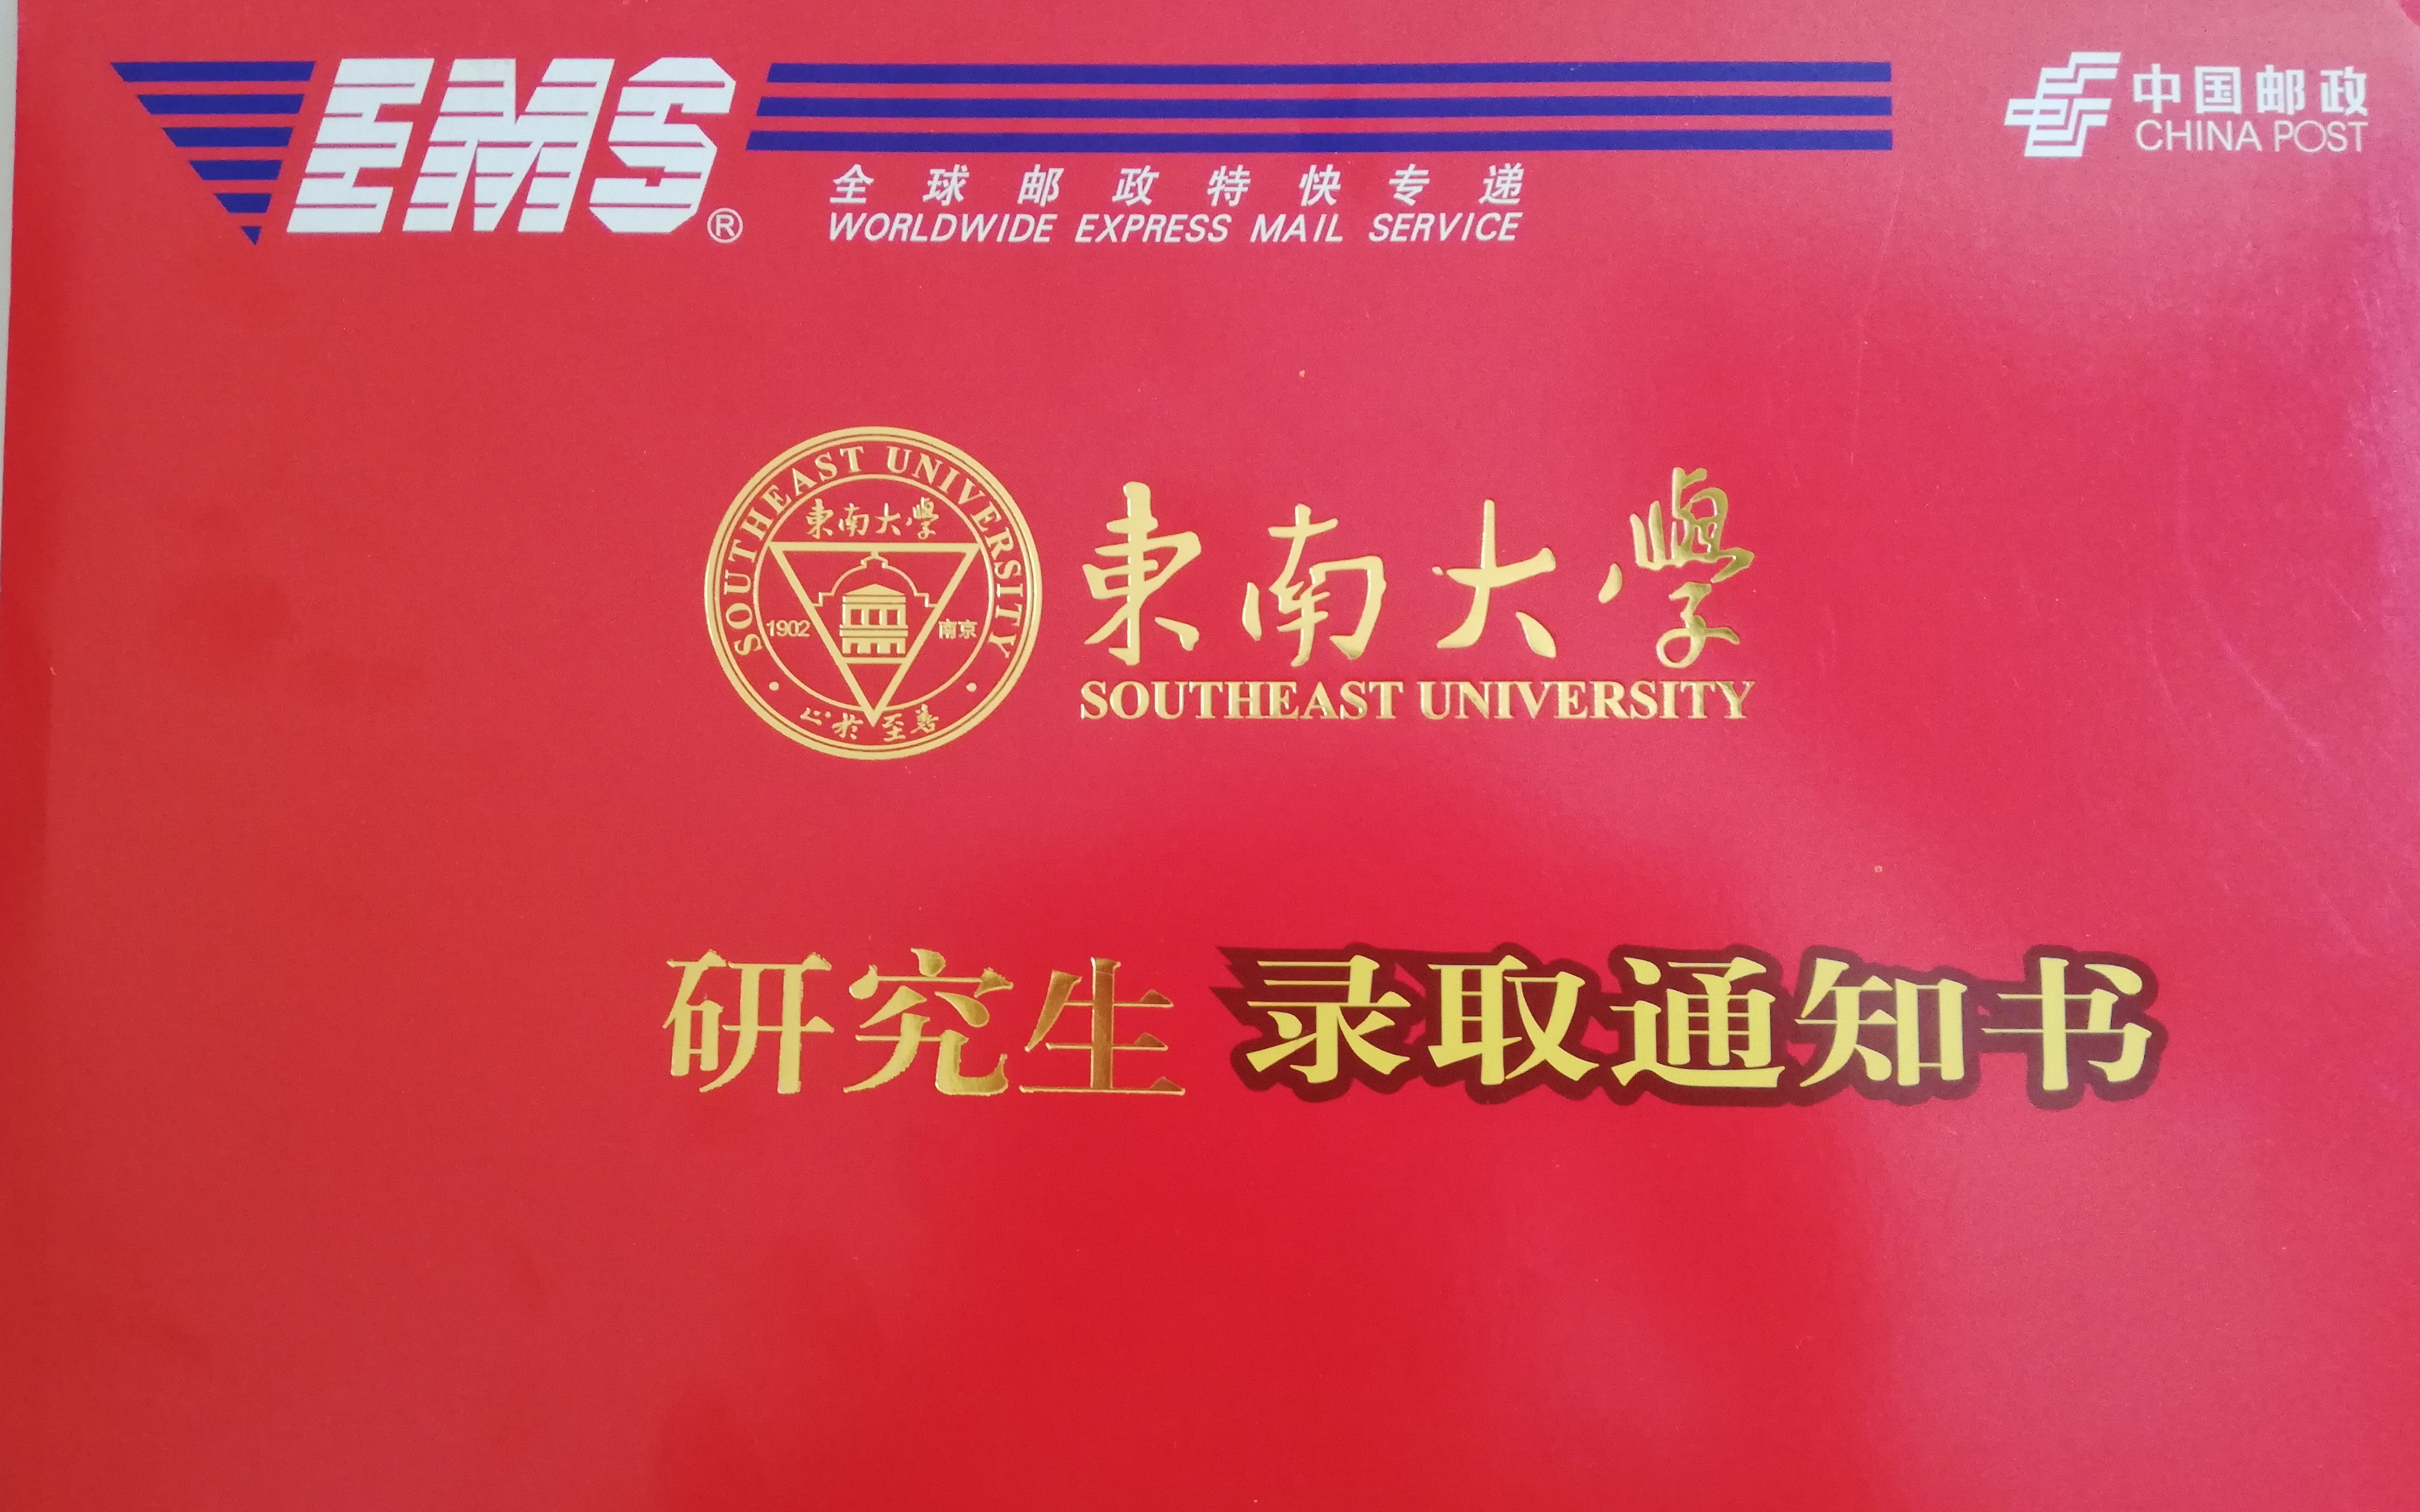 EMS®
全球邮政特快专递
WORLDWIDE EXPRESS MAIL SERVICE
中国邮政
CHINA POST
SOUTHEAST UNIVERSITY
東南大學
1902
南京
止於至善
東南大學
SOUTHEAST UNIVERSITY
研究生录取通知书